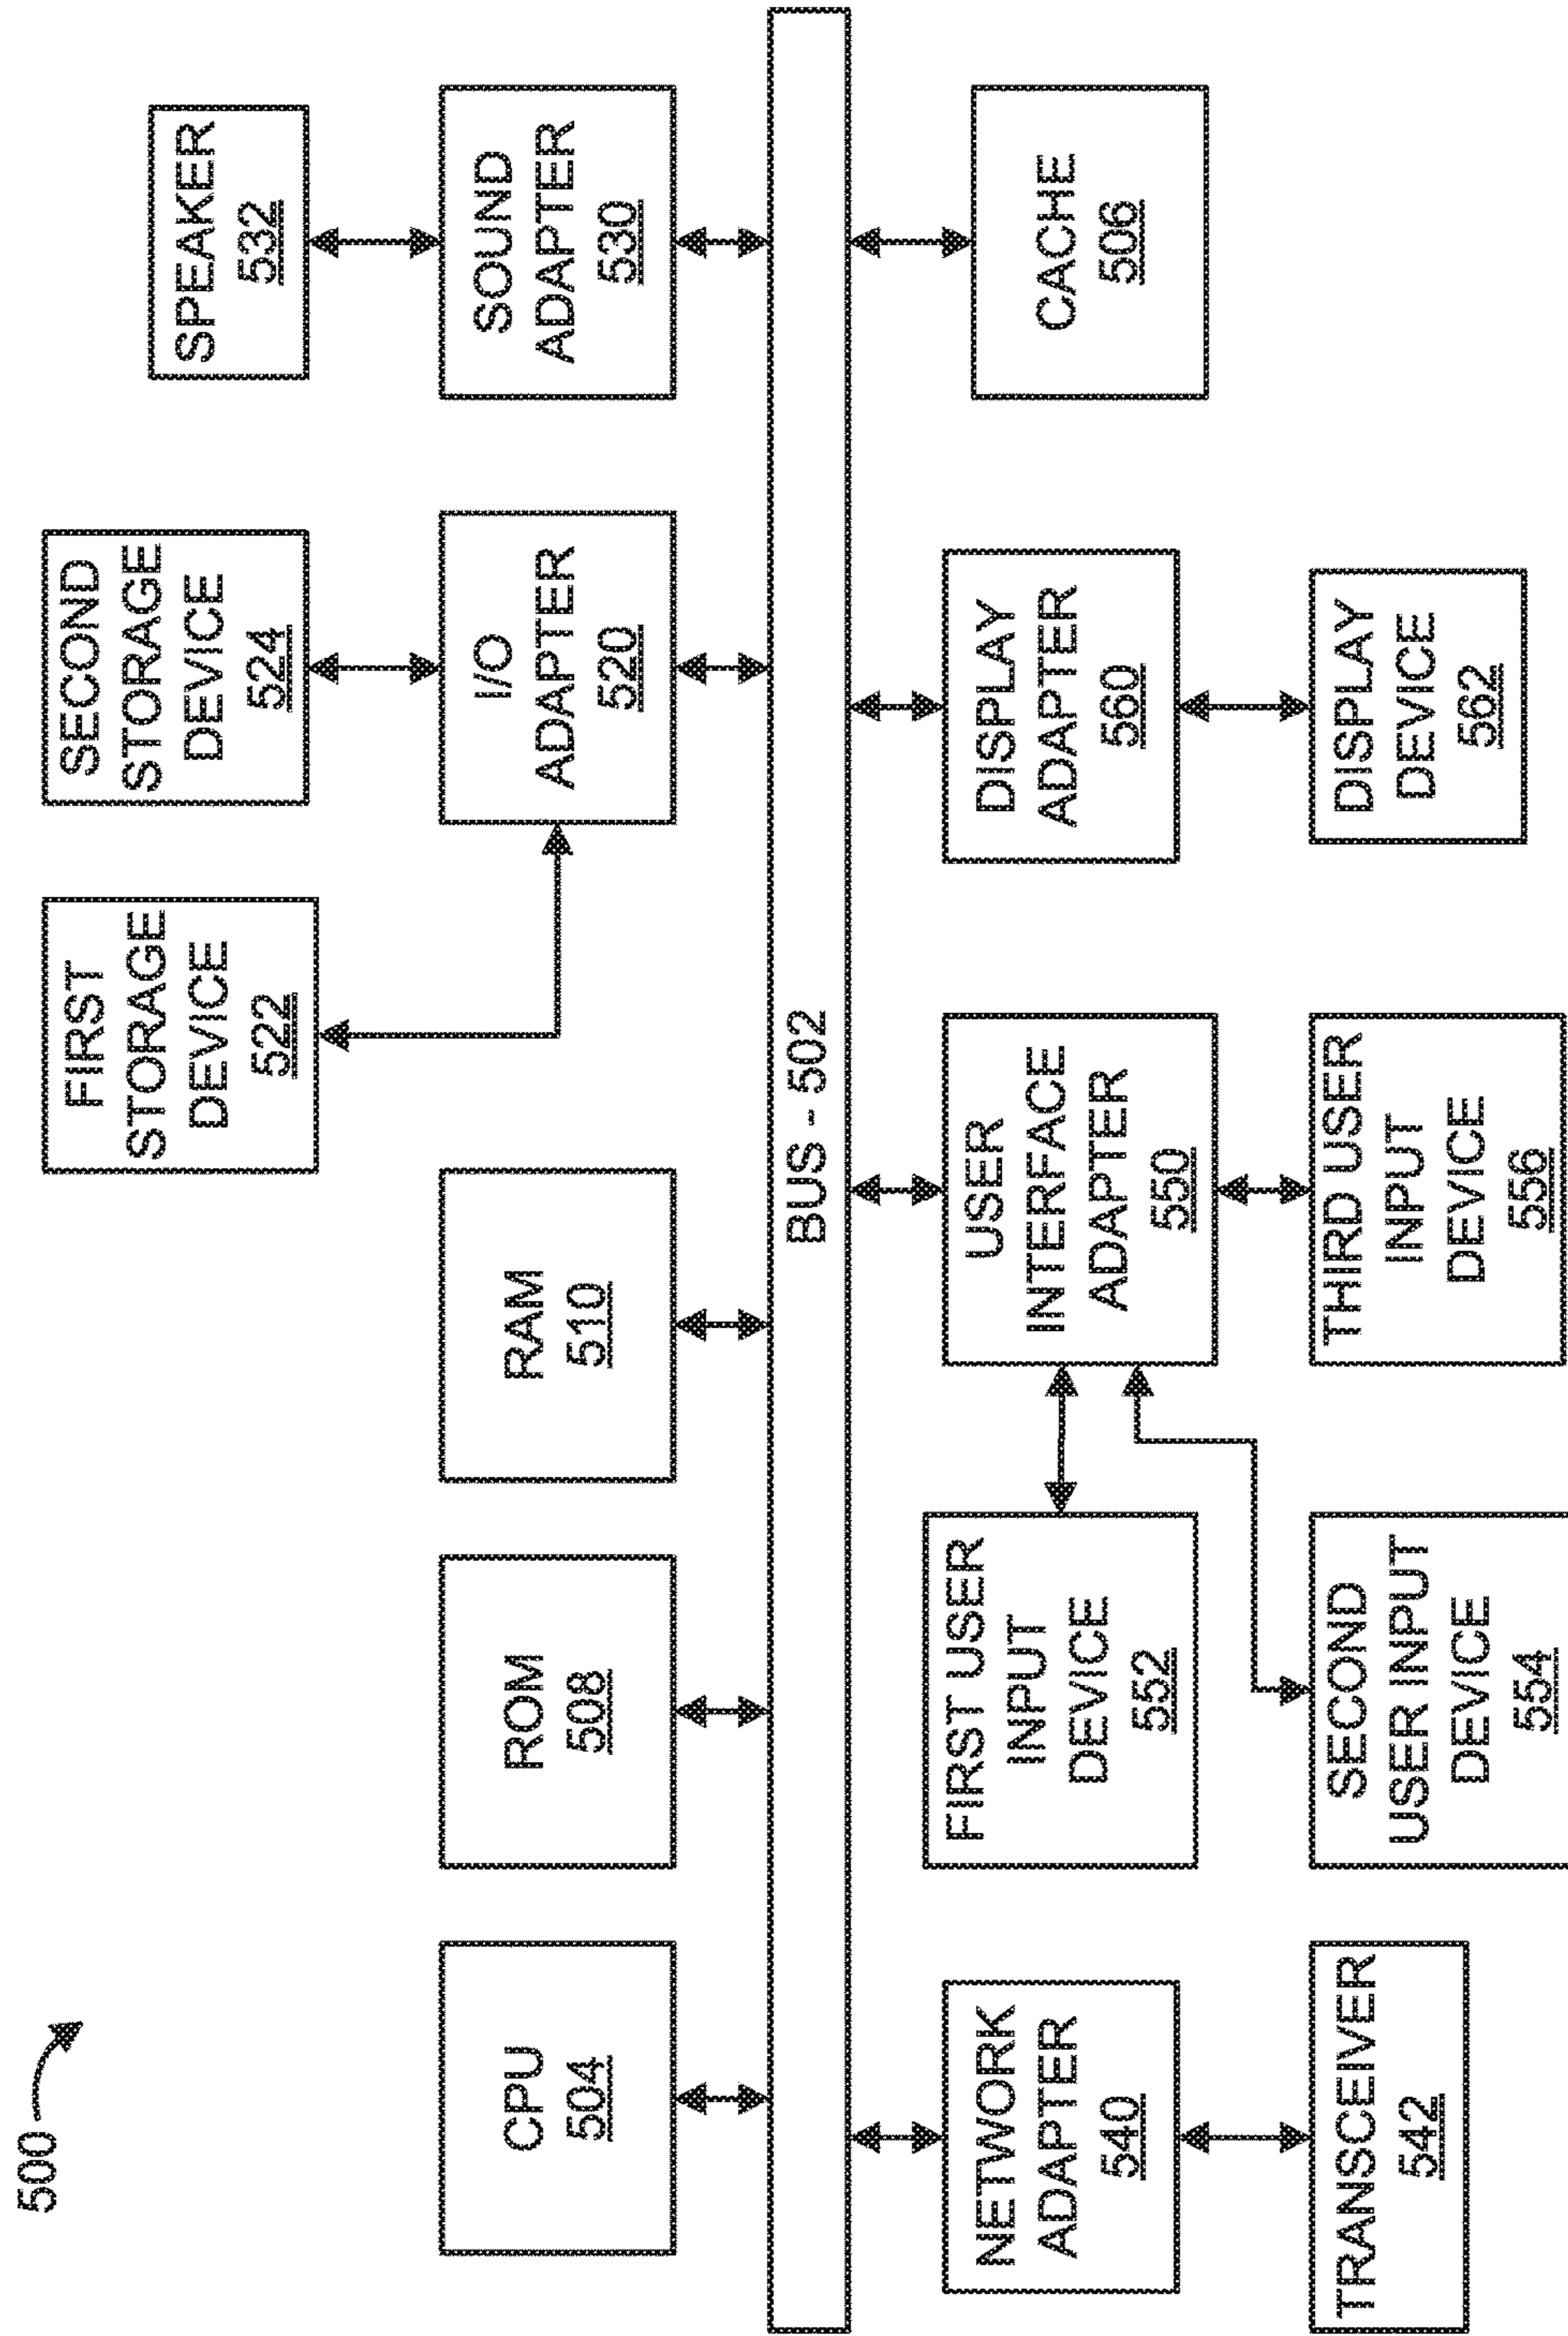 500
FIRST
STORAGE
DEVICE
522
SECOND
STORAGE
DEVICE
524
SPEAKER
532
CPU
504
ROM
508
RAM
510
I/O
ADAPTER
520
SOUND
ADAPTER
530
BUS - 502
NETWORK
ADAPTER
540
FIRST USER
INPUT
DEVICE
552
USER
INTERFACE
ADAPTER
550
DISPLAY
ADAPTER
560
CACHE
506
TRANSCEIVER
542
SECOND
USER INPUT
DEVICE
554
THIRD USER
INPUT
DEVICE
556
DISPLAY
DEVICE
562